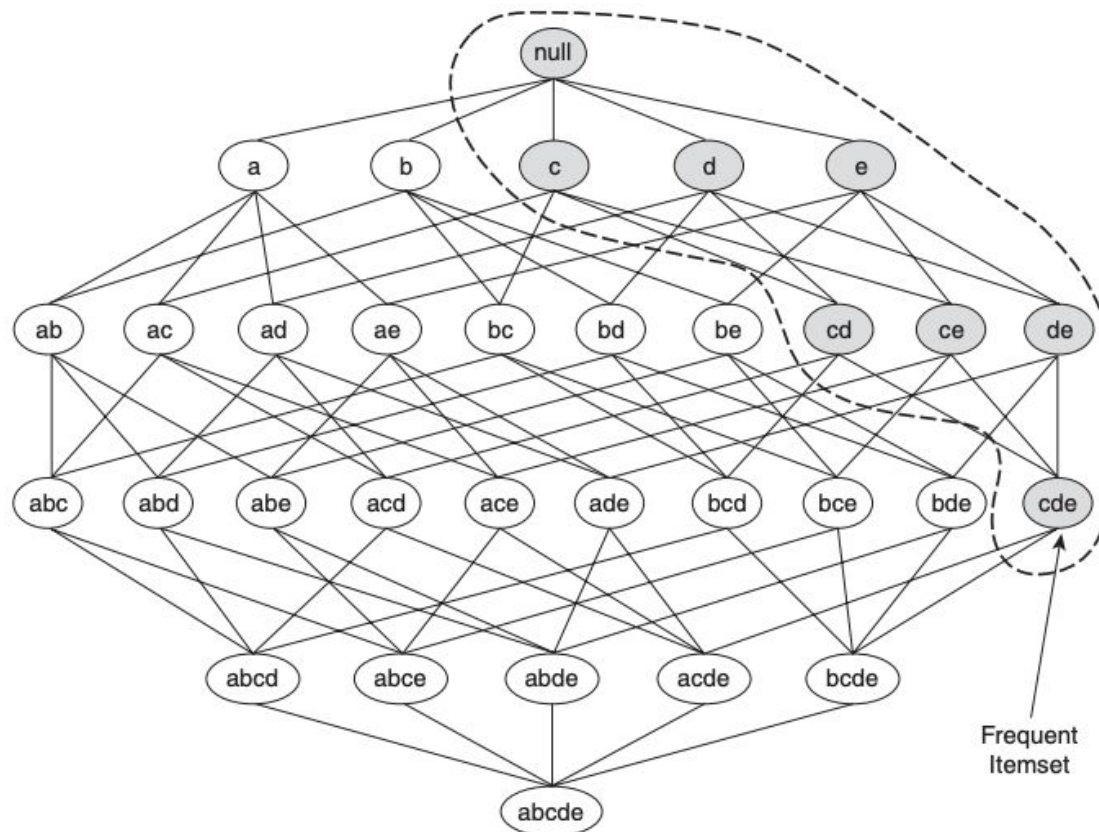 null
a b c d e
ab ac ad ae bc bd be cd ce de
abc abd abe acd ace ade bcd bce bde cde
abcd abce abde acde bcde
Frequent
Itemset
abcde